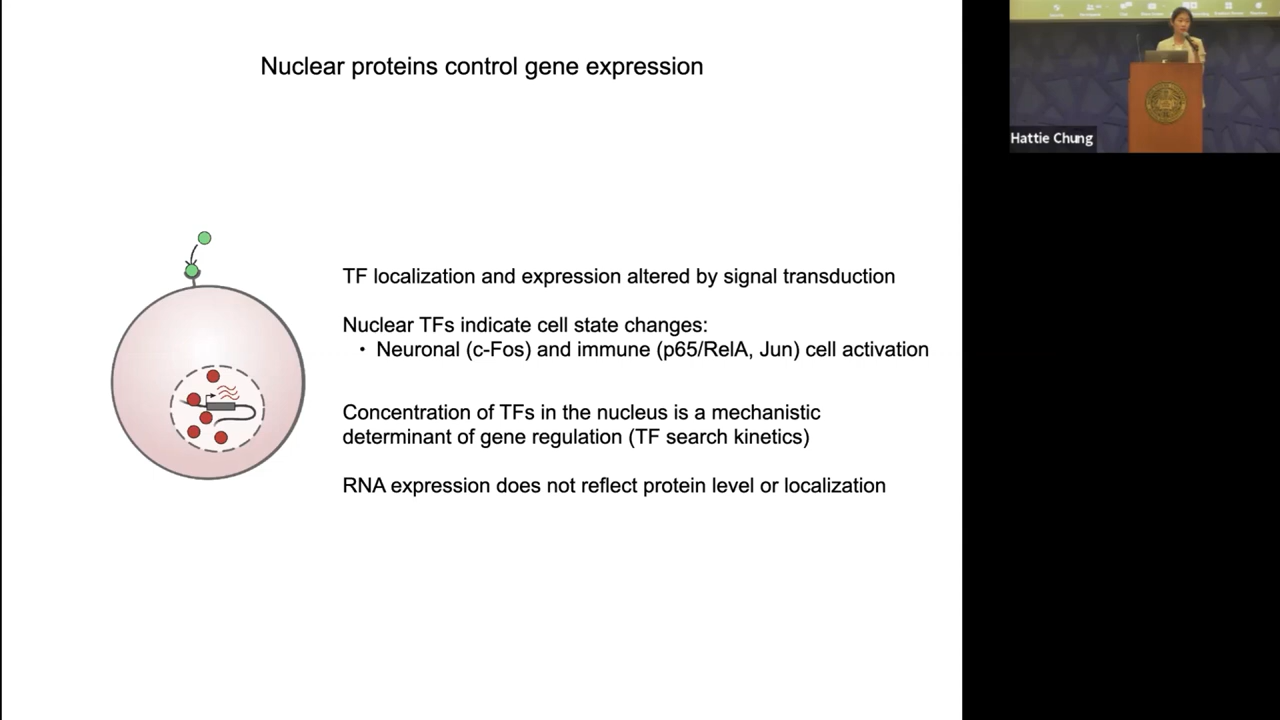 Nuclear proteins control gene expression
Hattie Chung
TF localization and expression altered by signal transduction
Nuclear TFs indicate cell state changes:
• Neuronal (c-Fos) and immune (p65/RelA, Jun) cell activation
Concentration of TFs in the nucleus is a mechanistic
determinant of gene regulation (TF search kinetics)
RNA expression does not reflect protein level or localization